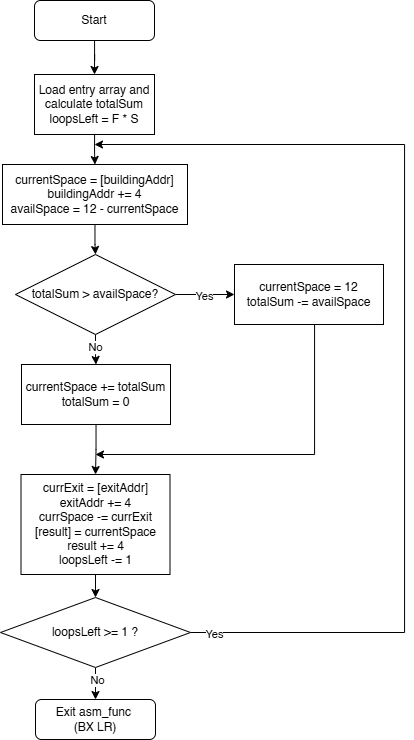 Start
Load entry array and
calculate totalSum
loopsLeft = F * S
currentSpace = [buildingAddr]
buildingAddr += 4
availSpace = 12 - currentSpace
totalSum > availSpace?
Yes
currentSpace = 12
totalSum -= availSpace
No
currentSpace += totalSum
totalSum = 0
currExit = [exitAddr]
exitAddr += 4
currSpace -= currExit
[result] = currentSpace
result += 4
loopsLeft -= 1
loopsLeft >= 1 ?
Yes
No
Exit asm_func
(BX LR)